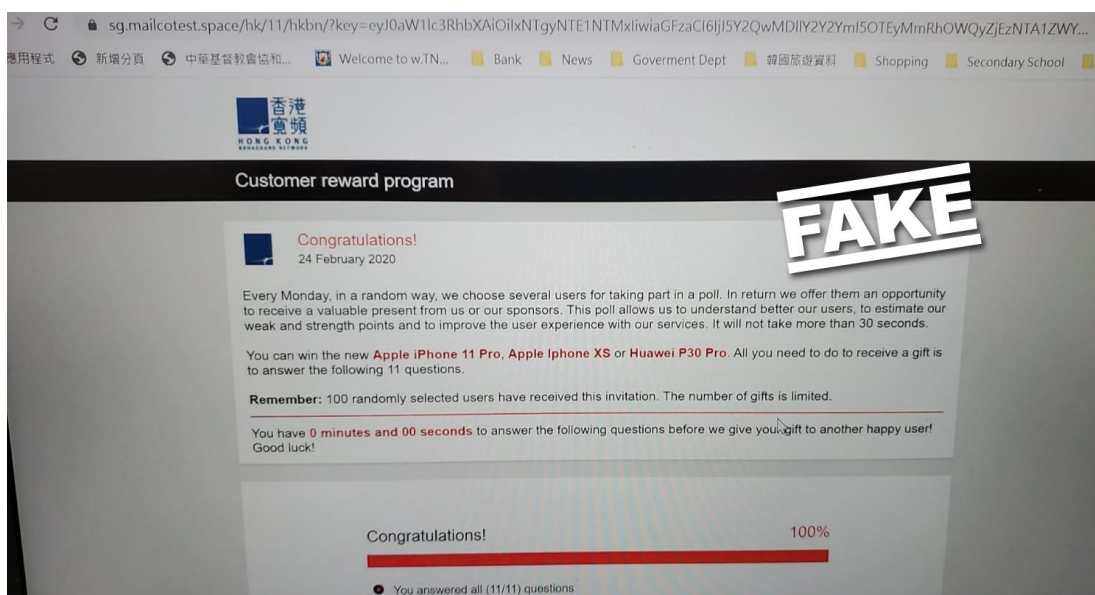 sg.mailcotest.space/hk/11/hkbn/?key=
應用程式 新增分頁 中華基督教會協和... Welcome to w.TN... Bank News Goverment Dept 韓國旅遊資料 Shopping Secondary School
香港
寬頻
HONG KONG
BROADBAND NETWORK
Customer reward program
FAKE
Congratulations!
24 February 2020
Every Monday, in a random way, we choose several users for taking part in a poll. In return we offer them an opportunity
to receive a valuable present from us or our sponsors. This poll allows us to understand better our users, to estimate our
weak and strength points and to improve the user experience with our services. It will not take more than 30 seconds.
You can win the new Apple iPhone 11 Pro, Apple Iphone XS or Huawei P30 Pro. All you need to do to receive a gift is
to answer the following 11 questions.
Remember: 100 randomly selected users have received this invitation. The number of gifts is limited.
You have 0 minutes and 00 seconds to answer the following questions before we give your gift to another happy user!
Good luck!
Congratulations! 100%
You answered all (11/11) questions